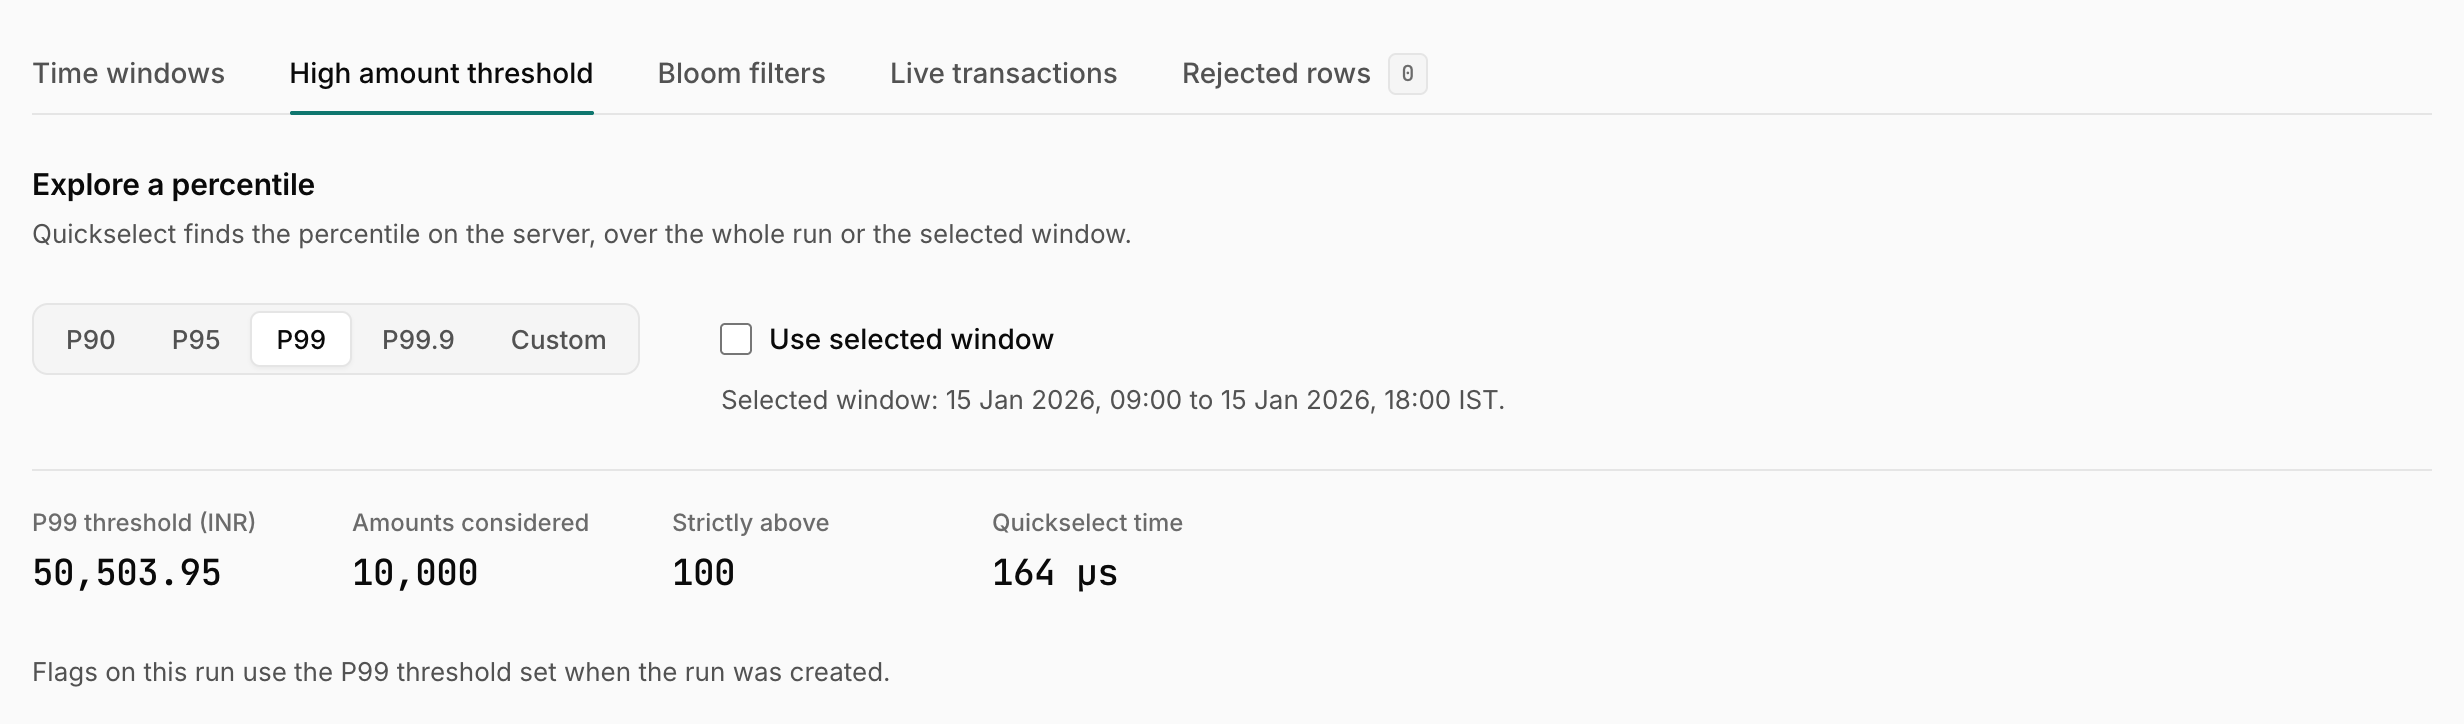 Time windows High amount threshold Bloom filters Live transactions Rejected rows 0
Explore a percentile
Quickselect finds the percentile on the server, over the whole run or the selected window.
P90 P95 P99 P99.9 Custom Use selected window
Selected window: 15 Jan 2026, 09:00 to 15 Jan 2026, 18:00 IST.
P99 threshold (INR) Amounts considered Strictly above Quickselect time
50,503.95 10,000 100 164 µs
Flags on this run use the P99 threshold set when the run was created.